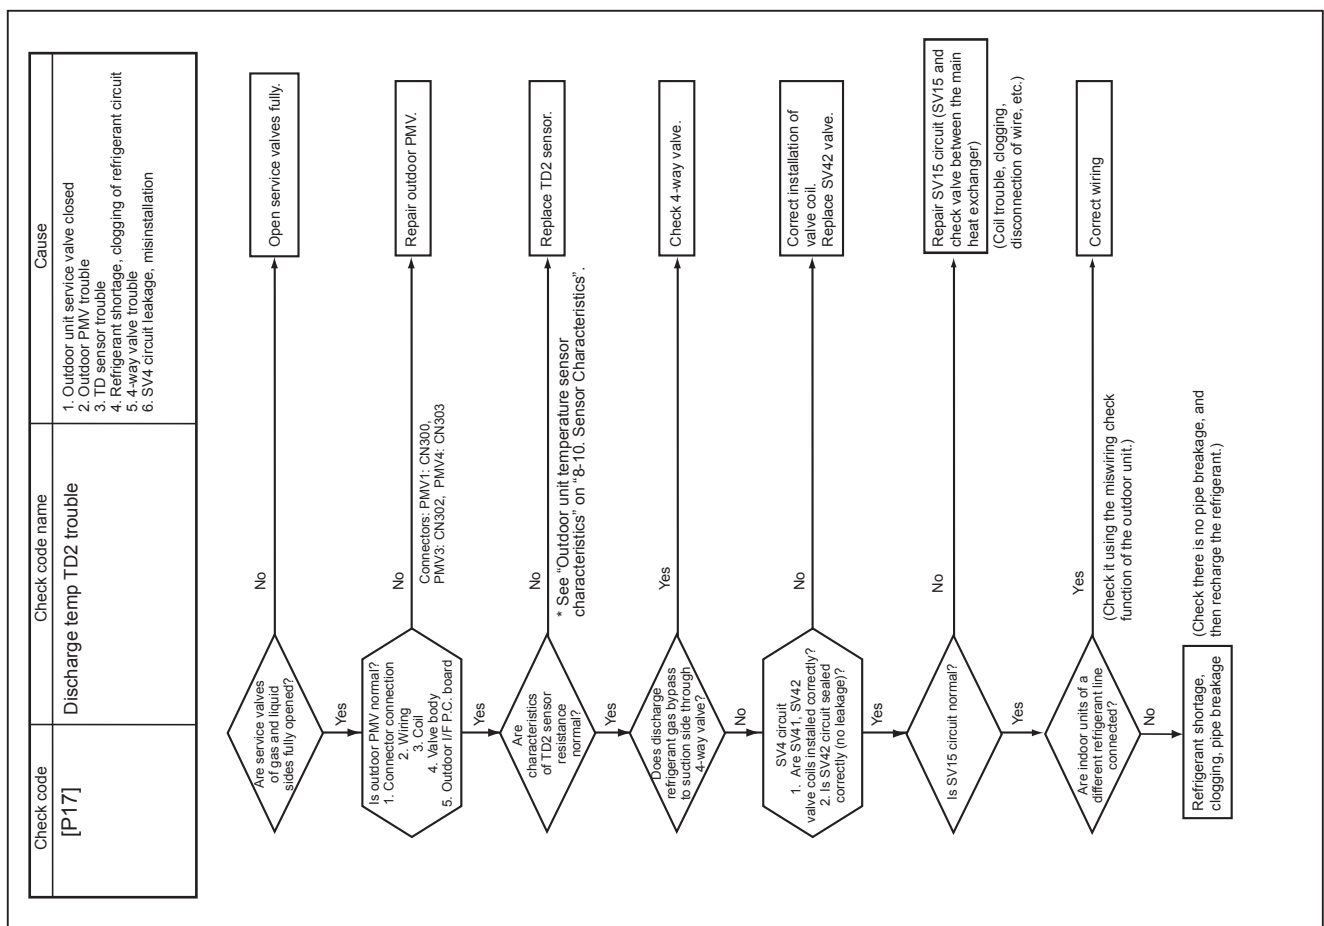 Check code
Check code name
Cause
[P17]
Discharge temp TD2 trouble
1. Outdoor unit service valve closed
2. Outdoor PMV trouble
3. TD sensor trouble
4. Refrigerant shortage, clogging of refrigerant circuit
5. 4-way valve trouble
6. SV4 circuit leakage, misinstallation
Are service valves
of gas and liquid
sides fully opened?
No
Open service valves fully.
Yes
Is outdoor PMV normal?
1. Connector connection
2. Wiring
3. Coil
4. Valve body
5. Outdoor I/F P.C. board
No
Repair outdoor PMV.
Connectors: PMV1: CN300,
PMV3: CN302, PMV4: CN303
Yes
Are
characteristics
of TD2 sensor
resistance
normal?
No
Replace TD2 sensor.
* See “Outdoor unit temperature sensor
characteristics” on “8-10. Sensor Characteristics”.
Yes
Does discharge
refrigerant gas bypass
to suction side through
4-way valve?
Yes
Check 4-way valve.
No
SV4 circuit
1. Are SV41, SV42
valve coils installed correctly?
2. Is SV42 circuit sealed
correctly (no leakage)?
No
Correct installation of
valve coil.
Replace SV42 valve.
Yes
Is SV15 circuit normal?
No
Repair SV15 circuit (SV15 and
check valve between the main
heat exchanger)
(Coil trouble, clogging,
disconnection of wire, etc.)
Yes
Are indoor units of a
different refrigerant line
connected?
Yes
Correct wiring
(Check it using the miswiring check
function of the outdoor unit.)
No
Refrigerant shortage,
clogging, pipe breakage
(Check there is no pipe breakage, and
then recharge the refrigerant.)